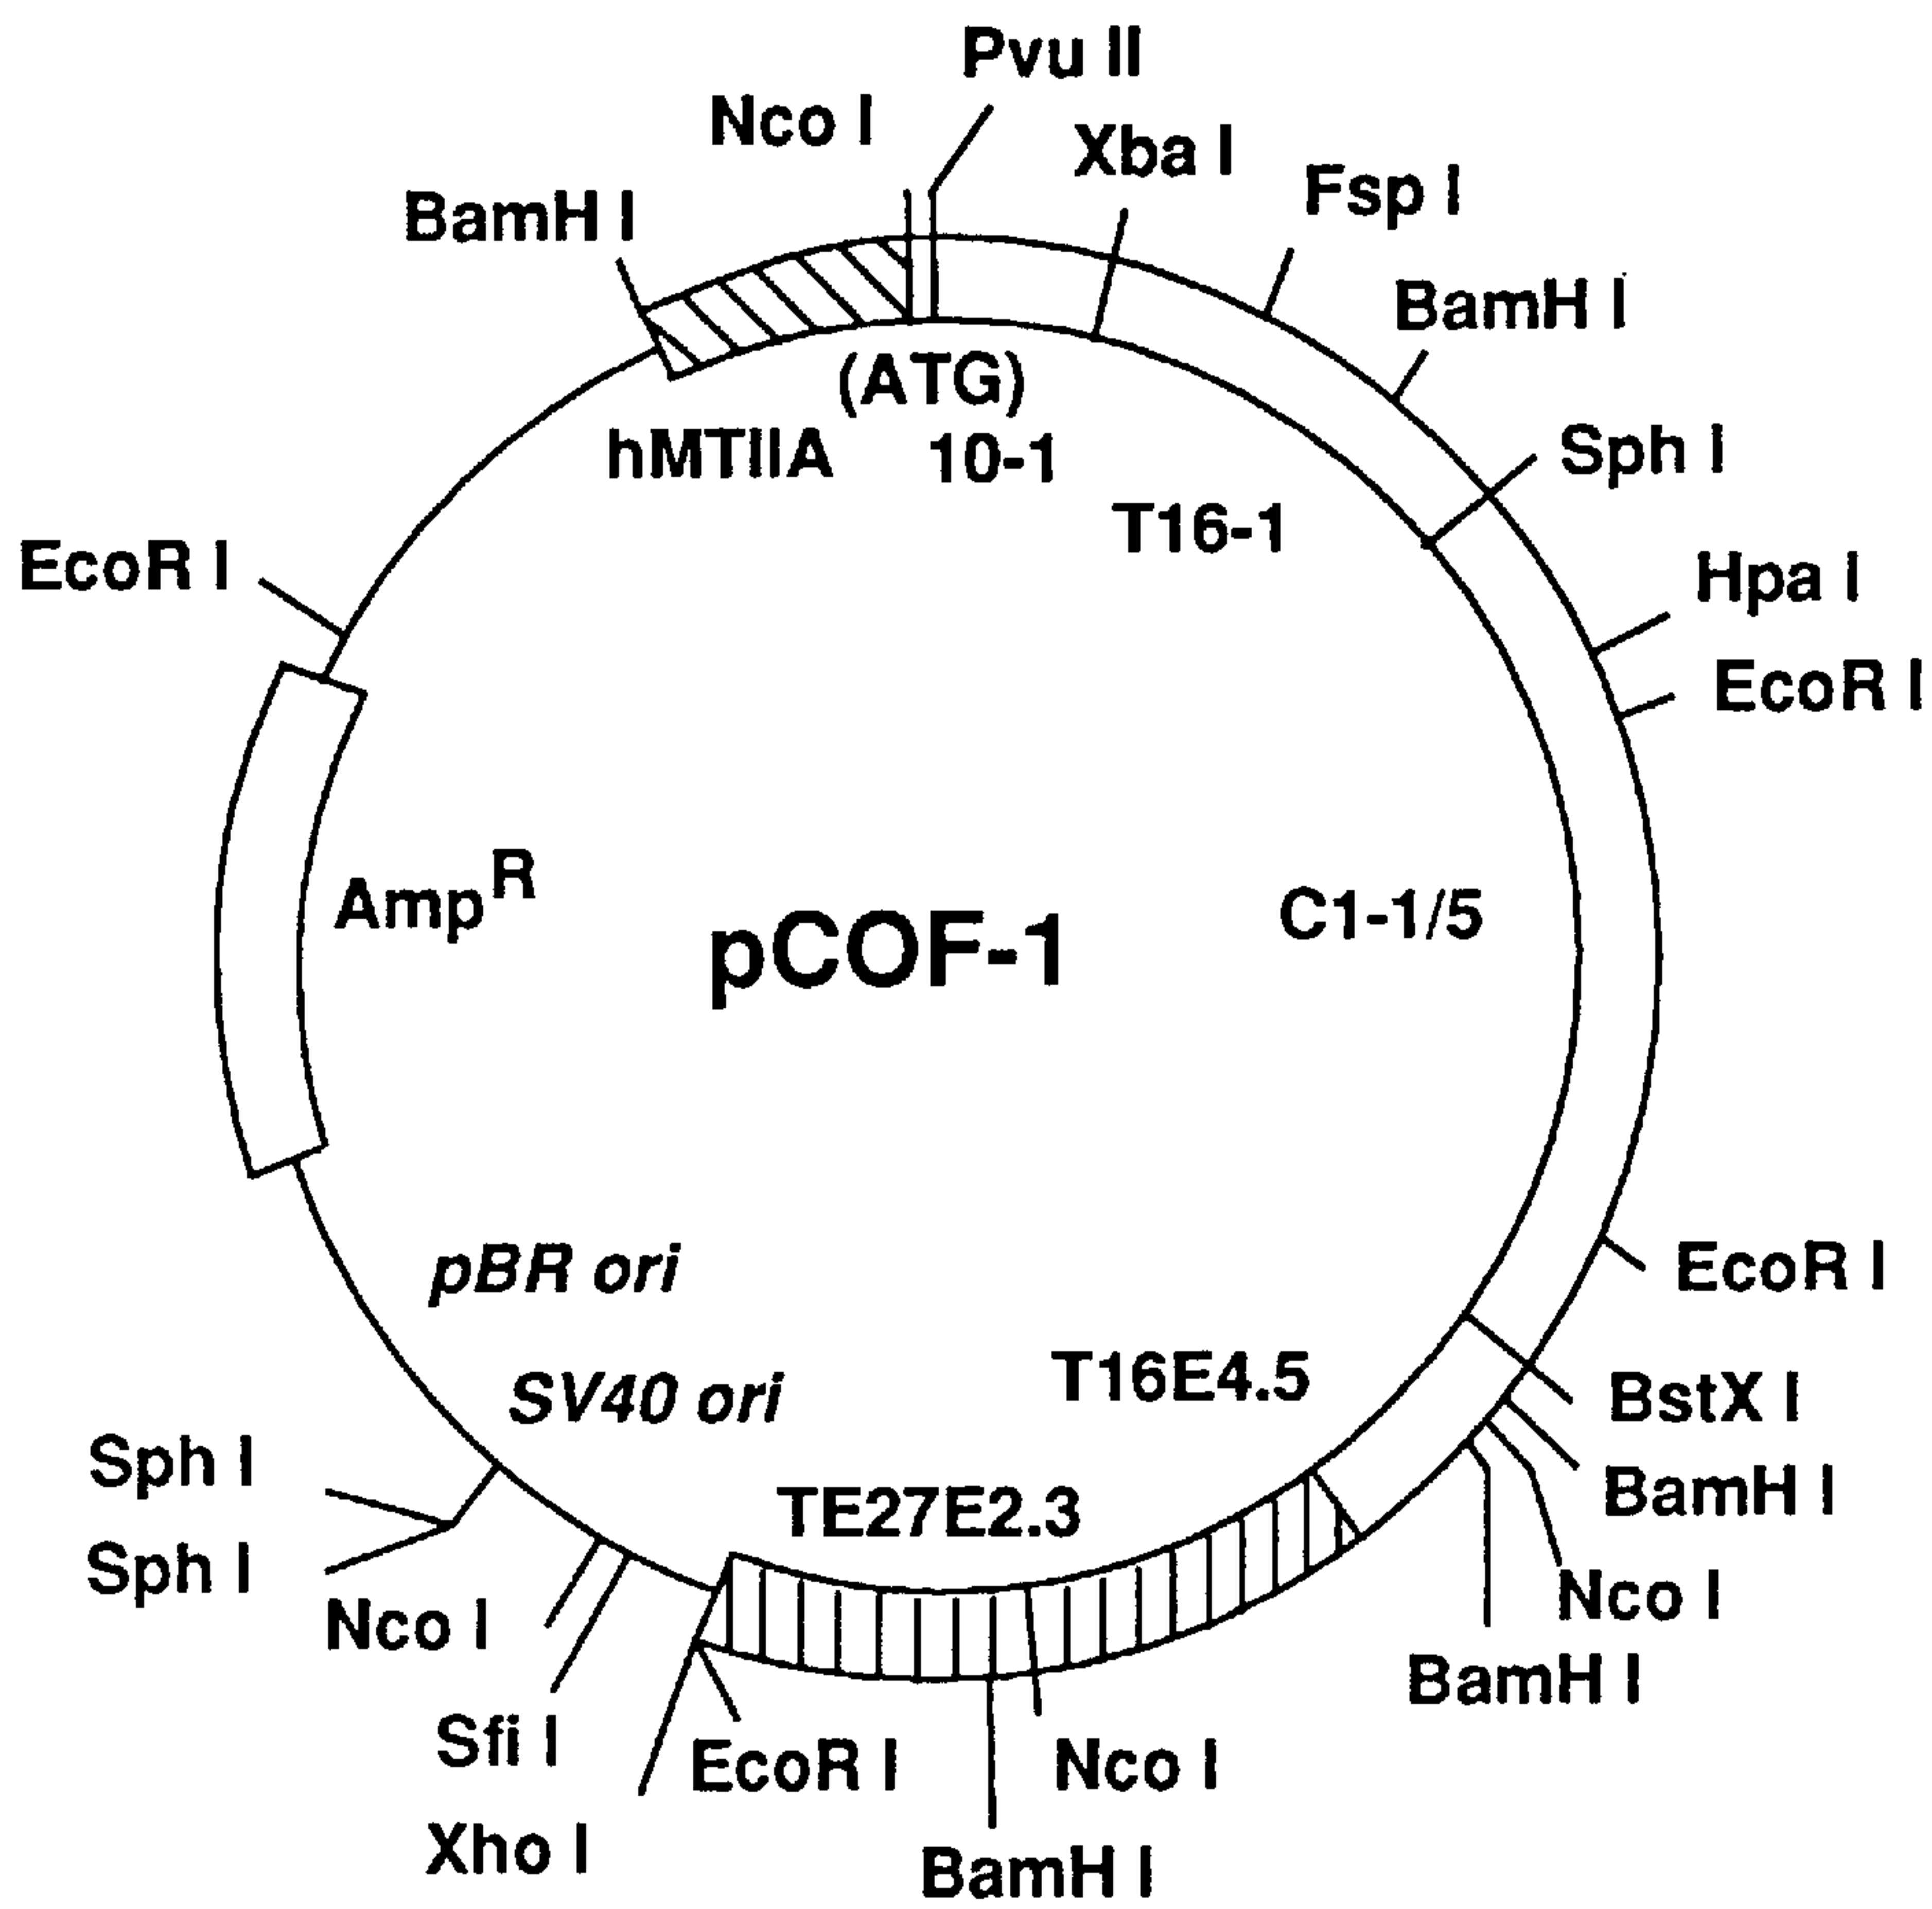 Pvu II
Nco I
Xba I
Fsp I
BamH I
BamH I
(ATG)
hMTIIA
10-1
Sph I
T16-1
EcoR I
Hpa I
EcoR I
Amp^R
pCOF-1
C1-1/5
pBR ori
EcoR I
T16E4.5
SV40 ori
BstX I
Sph I
BamH I
TE27E2.3
Sph I
Nco I
Nco I
BamH I
Sfi I
EcoR I
Nco I
Xho I
BamH I